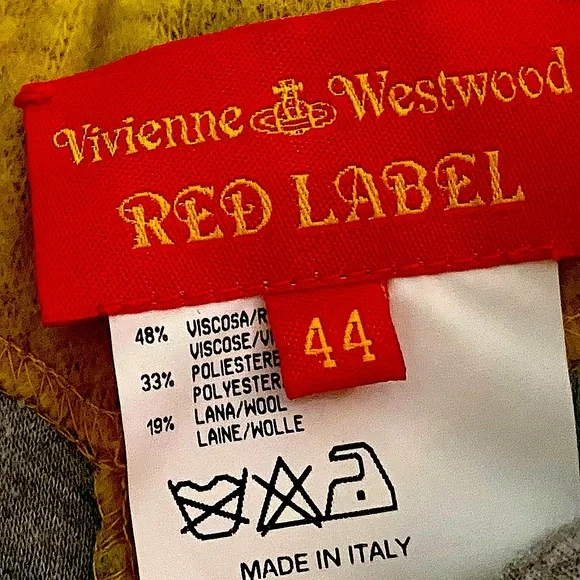 Vivienne Westwood
RED LABEL
44
48% VISCOSA/R
VISCOSE/VI
33% POLIESTERE
POLYESTER
19% LANA/WOOL
LAINE/WOLLE
MADE IN ITALY